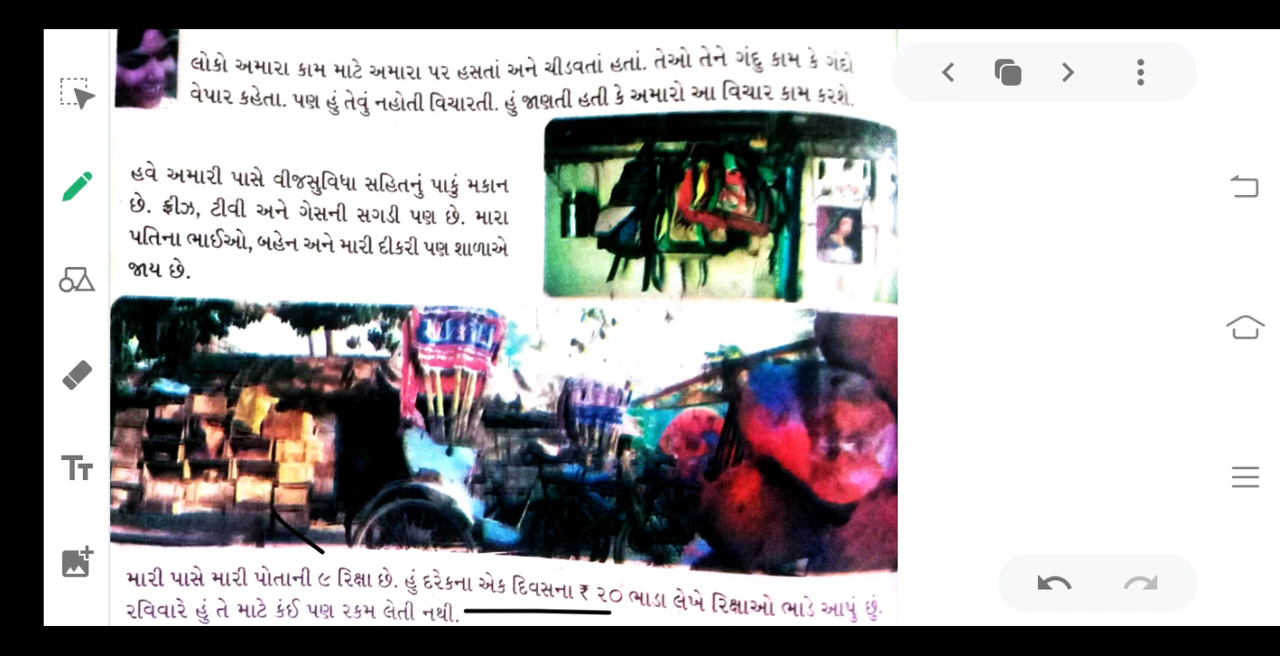 લોકો અમારા કામ માટે અમારા પર હસતાં અને ચીડવતાં હતાં. તેઓ તેને ગંદુ કામ કે ગંદો
વેપાર કહેતા. પણ હું તેવું નહોતી વિચારતી. હું જાણતી હતી કે અમારો આ વિચાર કામ કરશે.
હવે અમારી પાસે વીજસુવિધા સહિતનું પાકું મકાન
છે. ફ્રીઝ, ટીવી અને ગેસની સગડી પણ છે. મારા
પતિના ભાઈઓ, બહેન અને મારી દીકરી પણ શાળાએ
જાય છે.
મારી પાસે મારી પોતાની ૯ રિક્ષા છે. હું દરેકના એક દિવસના ₹ ૨૦ ભાડા લેખે રિક્ષાઓ ભાડે આપું છું.
રવિવારે હું તે માટે કંઈ પણ રકમ લેતી નથી.
TT